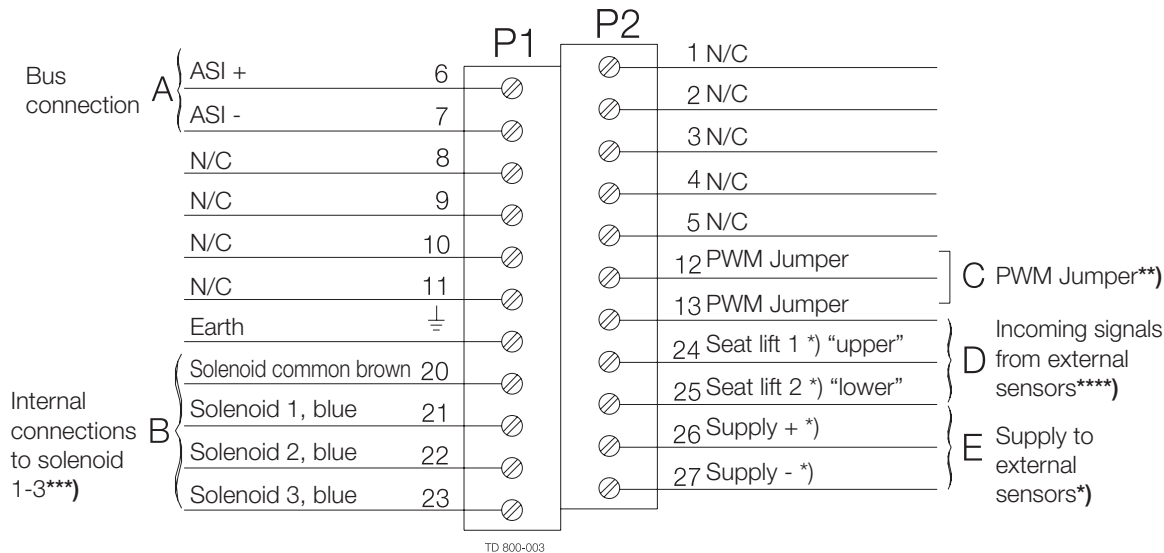 P1
P2
Bus
connection
A
ASI + 6
ASI - 7
N/C 8
N/C 9
N/C 10
N/C 11
Earth ⏚
Internal
connections
to solenoid
1-3***)
B
Solenoid common brown 20
Solenoid 1, blue 21
Solenoid 2, blue 22
Solenoid 3, blue 23
1 N/C
2 N/C
3 N/C
4 N/C
5 N/C
12 PWM Jumper
13 PWM Jumper
C PWM Jumper**)
24 Seat lift 1 *) “upper”
25 Seat lift 2 *) “lower”
D
Incoming signals
from external
sensors****)
26 Supply + *)
27 Supply - *)
E
Supply to
external
sensors*)
TD 800-003